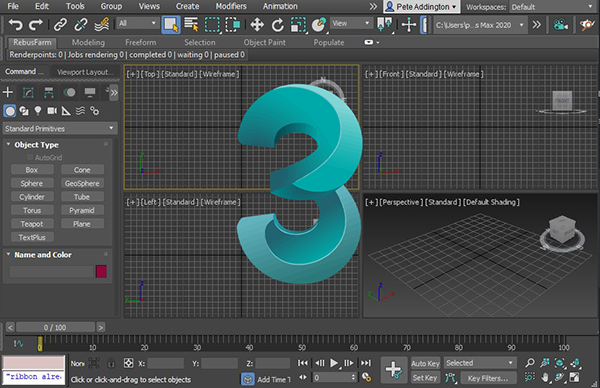 Edit Tools Group Views Create Modifiers Animation Pete Addington Workspaces: Default
All View C:\Users\p...s Max 2020
RebusFarm Modeling Freeform Selection Object Paint Populate
Renderpoints: 0 | Jobs rendering 0 | completed 0 | waiting 0 | paused 0
Command ... Viewport Layout...
[+] [Top] [Standard] [Wireframe]
[+] [Front] [Standard] [Wireframe]
Standard Primitives
Object Type
AutoGrid
Box Cone
Sphere GeoSphere
Cylinder Tube
Torus Pyramid
Teapot Plane
TextPlus
Name and Color
[+] [Left] [Standard] [Wireframe]
[+] [Perspective] [Standard] [Default Shading]
3
0 / 100
0 10 20 30 40 50 60 70 80 90 100
"ribbon alre
None
X: Y: Z:
Auto Key Selected
Click or click-and-drag to select objects
Add Time T
0
Set Key Key Filters...